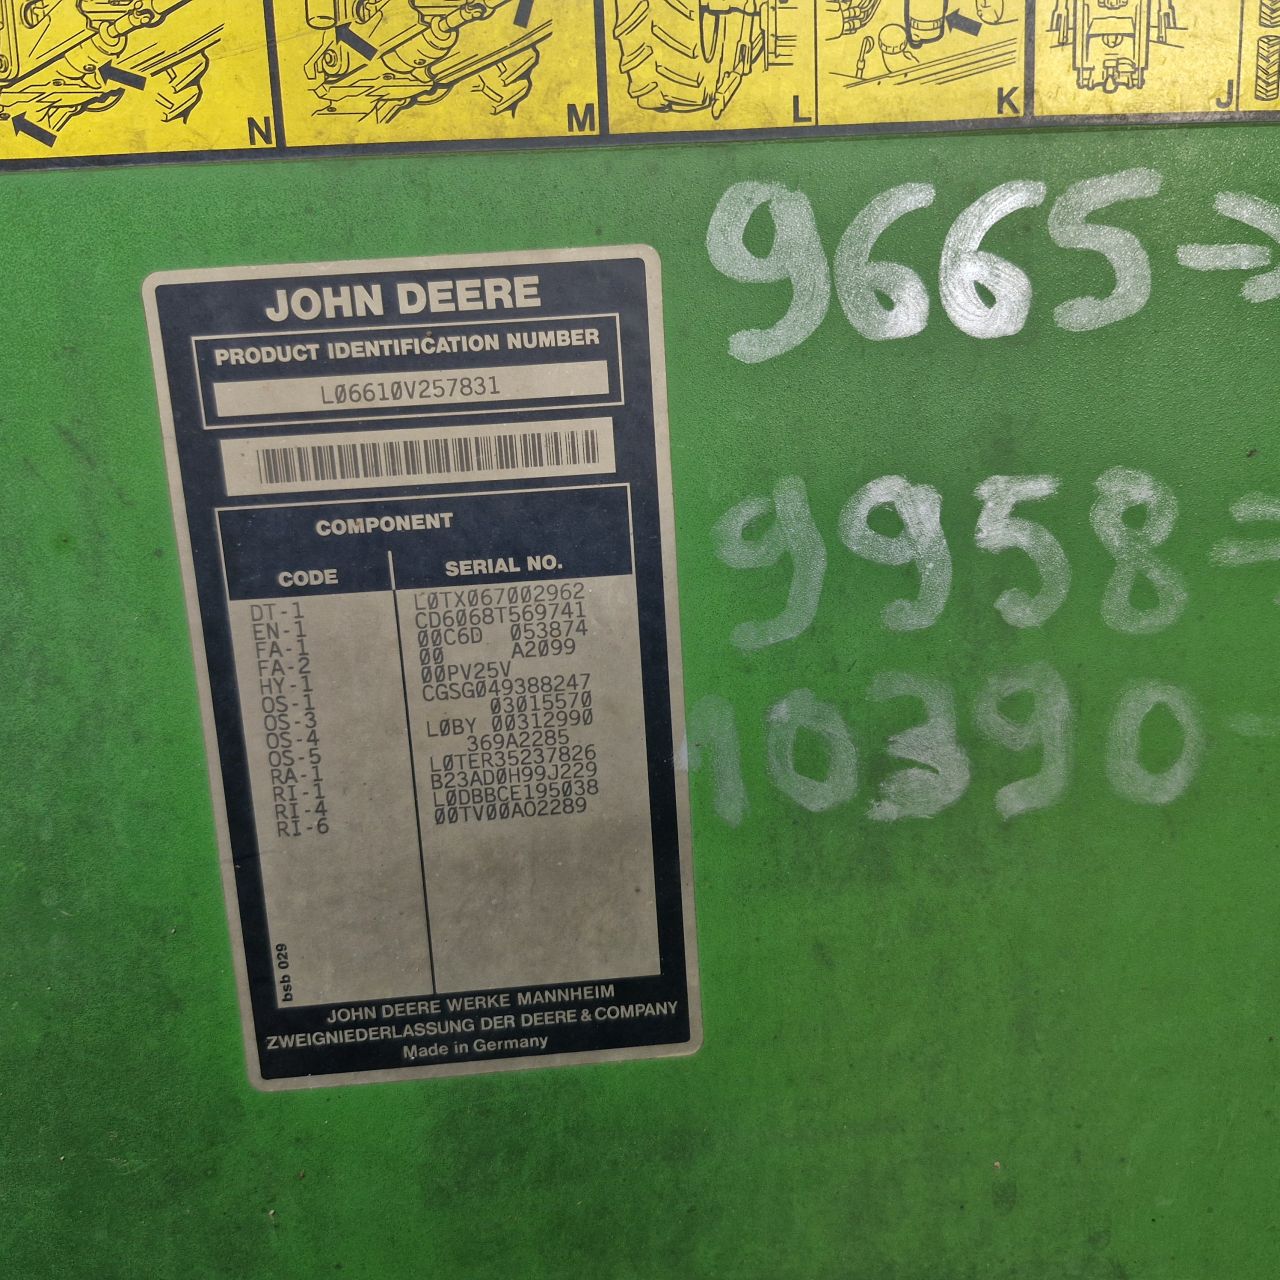 N M L K J
JOHN DEERE
PRODUCT IDENTIFICATION NUMBER
L06610V257831
COMPONENT
CODE SERIAL NO.
DT-1 L0TX067002962
EN-1 CD6068T569741
FA-1 00C6D 053874
FA-2 00 A2099
HY-1 00PV25V
OS-1 CGSG049388247
OS-3 03015570
OS-4 L0BY 00312990
OS-5 369A2285
RA-1 L0TER35237826
RI-1 B23AD0H99J229
RI-4 L0DBBCE195038
RI-6 00TV00A02289
bsb 029
JOHN DEERE WERKE MANNHEIM
ZWEIGNIEDERLASSUNG DER DEERE & COMPANY
Made in Germany
9665→
9958-
10390-